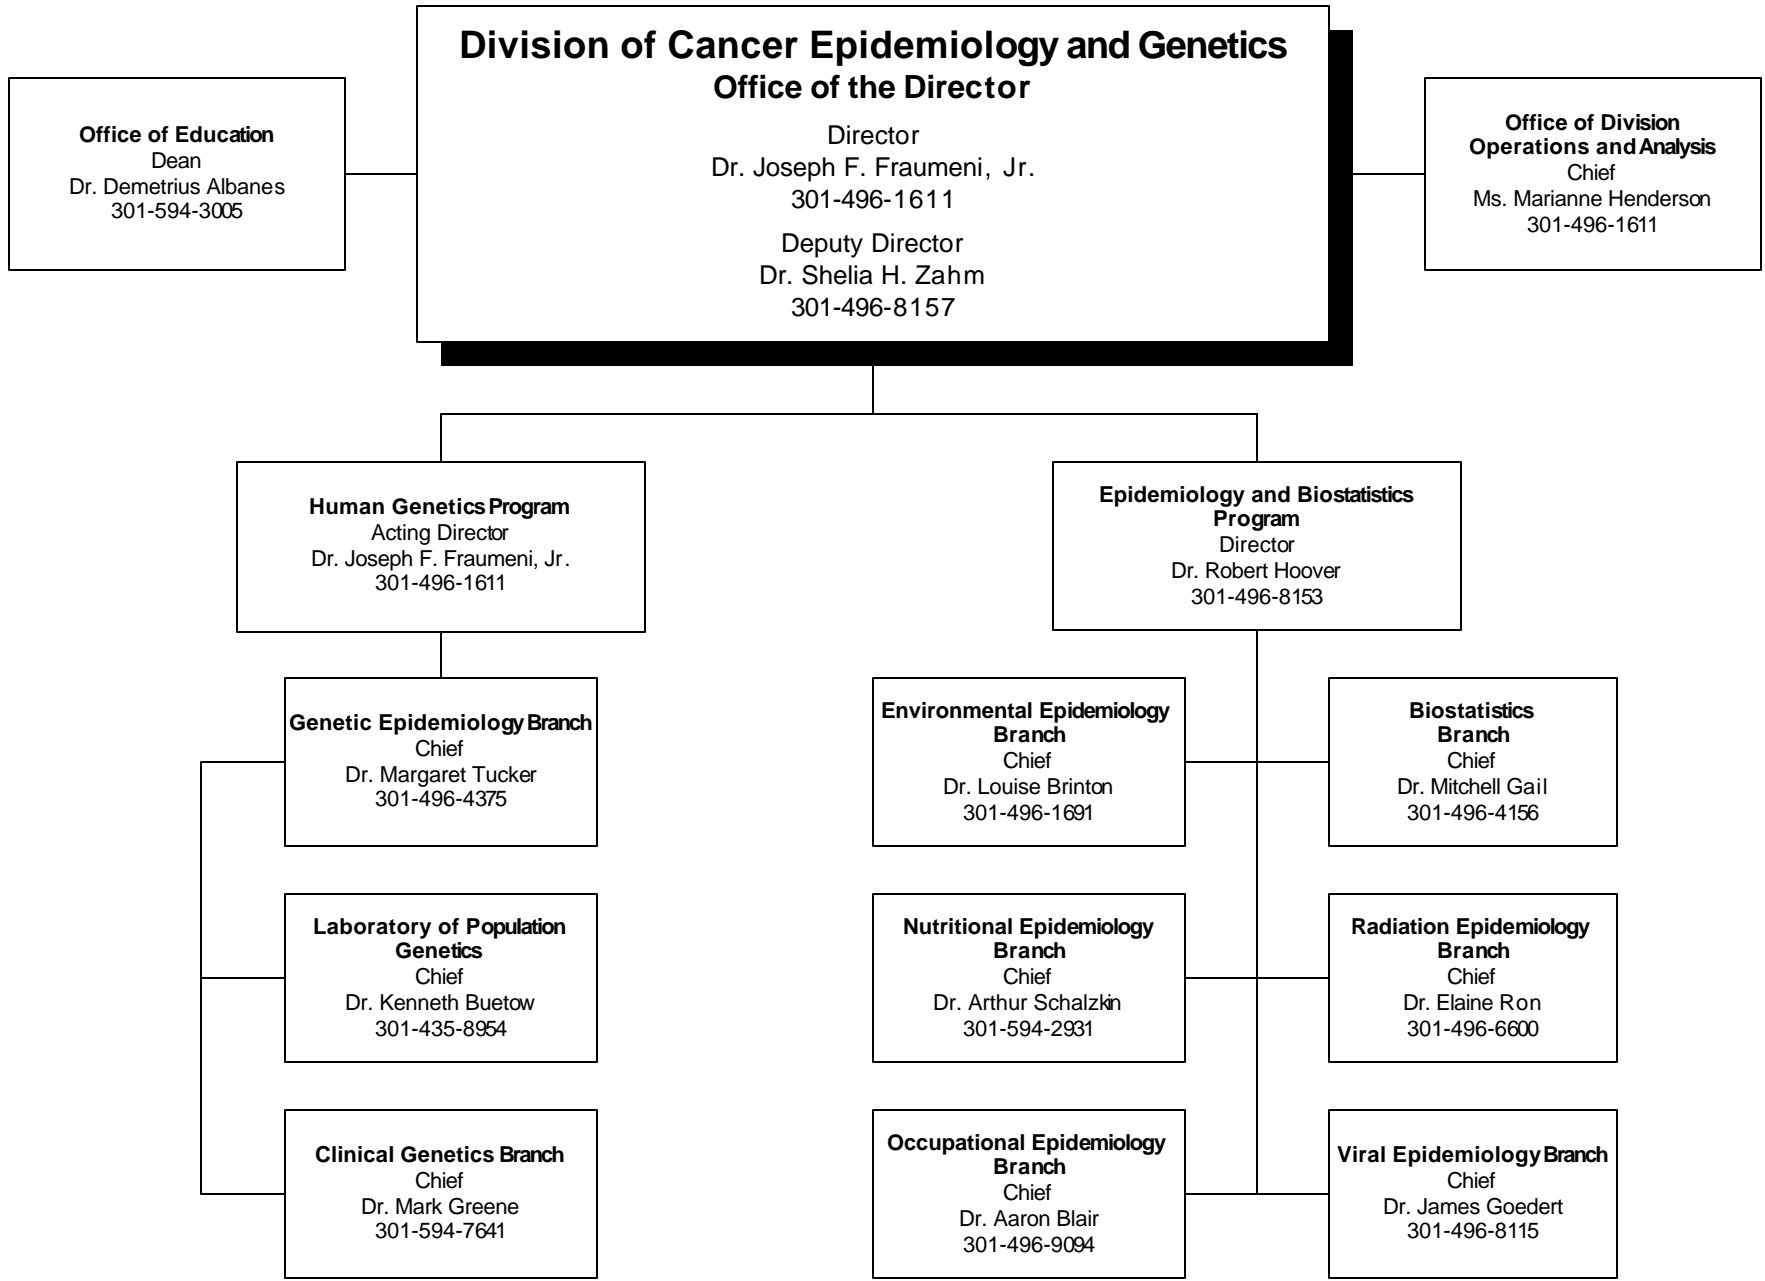 Division of Cancer Epidemiology and Genetics
Office of the Director
Director
Dr. Joseph F. Fraumeni, Jr.
301-496-1611
Deputy Director
Dr. Shelia H. Zahm
301-496-8157
Office of Education
Dean
Dr. Demetrius Albanes
301-594-3005
Office of Division
Operations and Analysis
Chief
Ms. Marianne Henderson
301-496-1611
Human Genetics Program
Acting Director
Dr. Joseph F. Fraumeni, Jr.
301-496-1611
Epidemiology and Biostatistics
Program
Director
Dr. Robert Hoover
301-496-8153
Genetic Epidemiology Branch
Chief
Dr. Margaret Tucker
301-496-4375
Laboratory of Population
Genetics
Chief
Dr. Kenneth Buetow
301-435-8954
Clinical Genetics Branch
Chief
Dr. Mark Greene
301-594-7641
Environmental Epidemiology
Branch
Chief
Dr. Louise Brinton
301-496-1691
Biostatistics
Branch
Chief
Dr. Mitchell Gail
301-496-4156
Nutritional Epidemiology
Branch
Chief
Dr. Arthur Schalzkin
301-594-2931
Radiation Epidemiology
Branch
Chief
Dr. Elaine Ron
301-496-6600
Occupational Epidemiology
Branch
Chief
Dr. Aaron Blair
301-496-9094
Viral Epidemiology Branch
Chief
Dr. James Goedert
301-496-8115